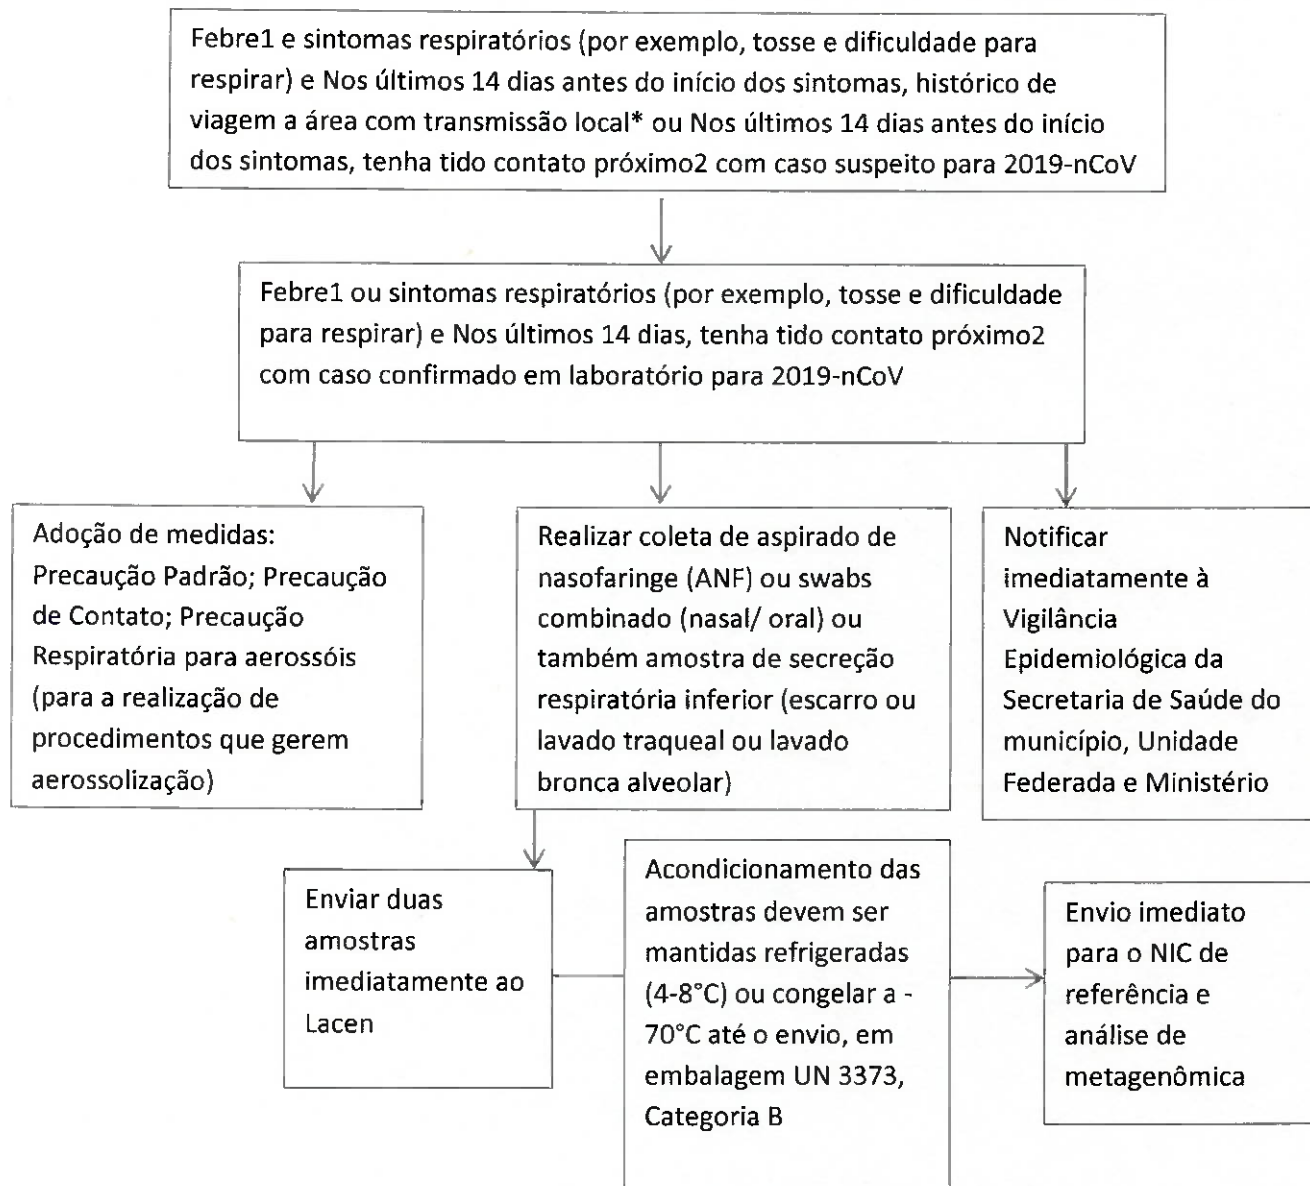 Febre1 e sintomas respiratórios (por exemplo, tosse e dificuldade para
respirar) e Nos últimos 14 dias antes do início dos sintomas, histórico de
viagem a área com transmissão local* ou Nos últimos 14 dias antes do início
dos sintomas, tenha tido contato próximo2 com caso suspeito para 2019-nCoV
Febre1 ou sintomas respiratórios (por exemplo, tosse e dificuldade
para respirar) e Nos últimos 14 dias, tenha tido contato próximo2
com caso confirmado em laboratório para 2019-nCoV
Adoção de medidas:
Precaução Padrão; Precaução
de Contato; Precaução
Respiratória para aerossóis
(para a realização de
procedimentos que gerem
aerossolização)
Realizar coleta de aspirado de
nasofaringe (ANF) ou swabs
combinado (nasal/ oral) ou
também amostra de secreção
respiratória inferior (escarro ou
lavado traqueal ou lavado
bronca alveolar)
Notificar
imediatamente à
Vigilância
Epidemiológica da
Secretaria de Saúde do
município, Unidade
Federada e Ministério
Enviar duas
amostras
imediatamente ao
Lacen
Acondicionamento das
amostras devem ser
mantidas refrigeradas
(4-8°C) ou congelar a -
70°C até o envio, em
embalagem UN 3373,
Categoria B
Envio imediato
para o NIC de
referência e
análise de
metagenômica